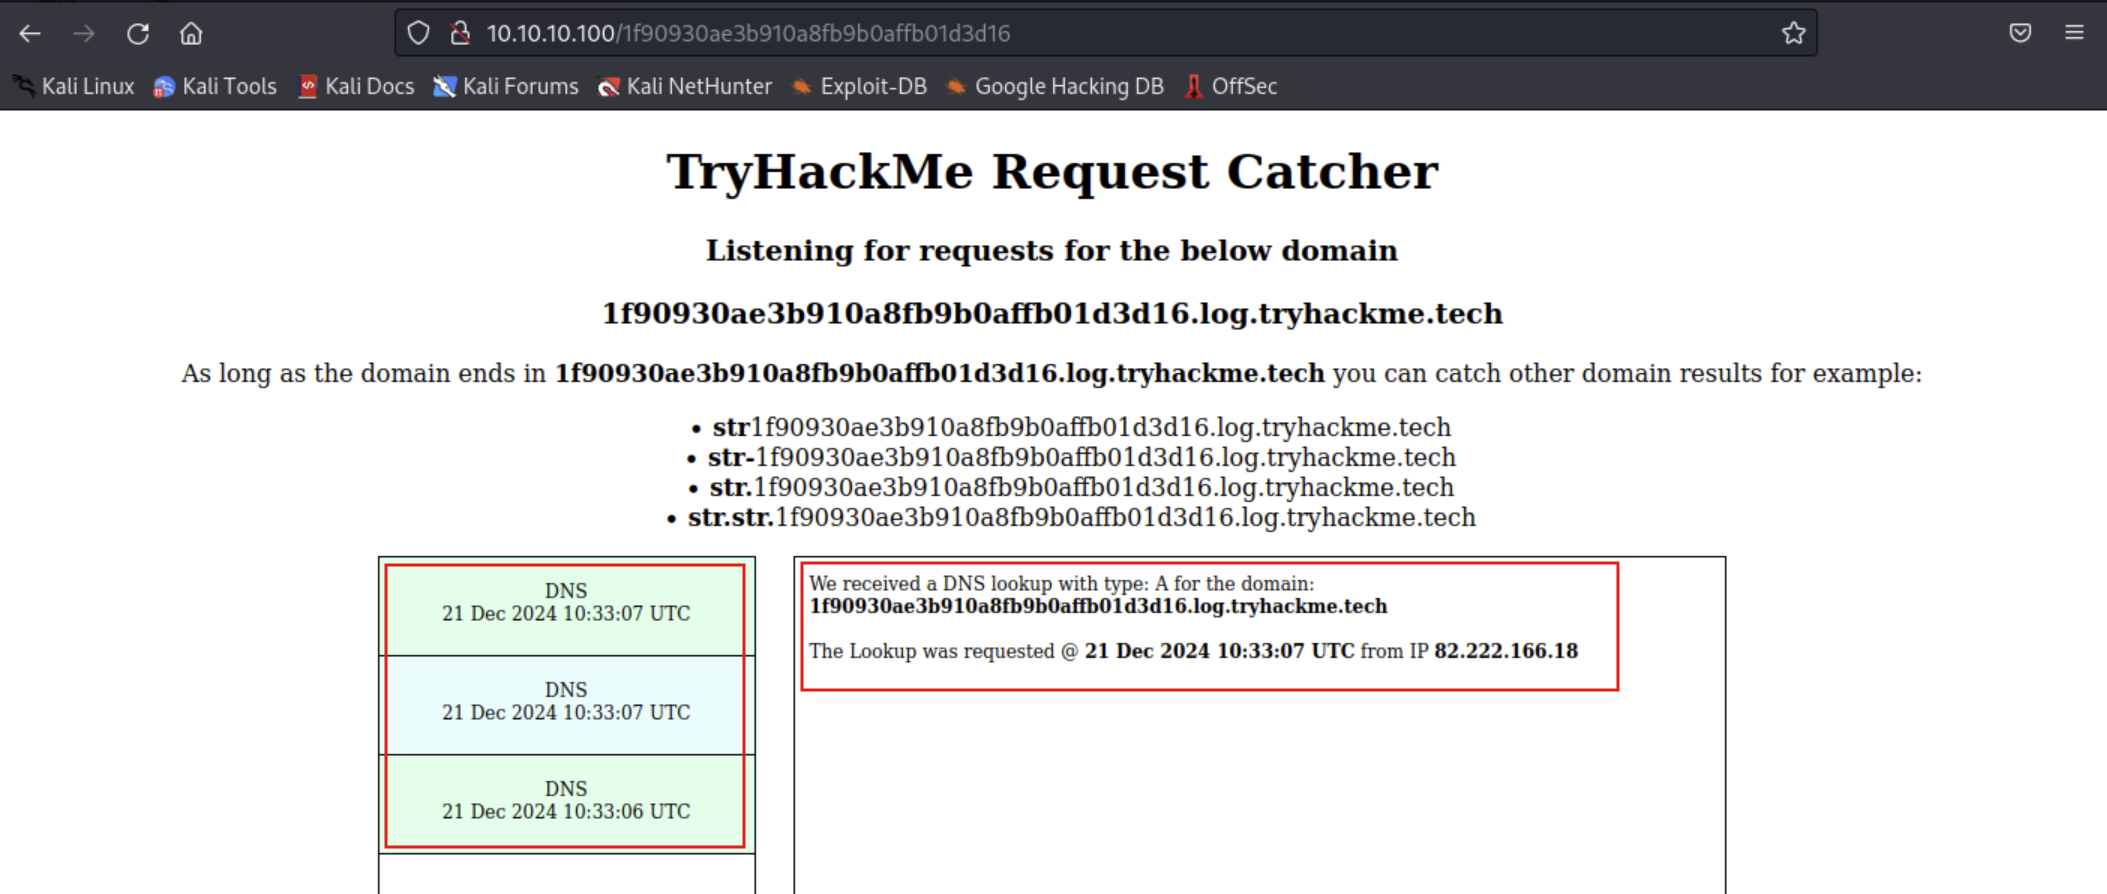 10.10.10.100/1f90930ae3b910a8fb9b0affb01d3d16
Kali Linux Kali Tools Kali Docs Kali Forums Kali NetHunter Exploit-DB Google Hacking DB OffSec
TryHackMe Request Catcher
Listening for requests for the below domain
1f90930ae3b910a8fb9b0affb01d3d16.log.tryhackme.tech
As long as the domain ends in 1f90930ae3b910a8fb9b0affb01d3d16.log.tryhackme.tech you can catch other domain results for example:
• str1f90930ae3b910a8fb9b0affb01d3d16.log.tryhackme.tech
• str-1f90930ae3b910a8fb9b0affb01d3d16.log.tryhackme.tech
• str.1f90930ae3b910a8fb9b0affb01d3d16.log.tryhackme.tech
• str.str.1f90930ae3b910a8fb9b0affb01d3d16.log.tryhackme.tech
DNS
21 Dec 2024 10:33:07 UTC
DNS
21 Dec 2024 10:33:07 UTC
DNS
21 Dec 2024 10:33:06 UTC
We received a DNS lookup with type: A for the domain:
1f90930ae3b910a8fb9b0affb01d3d16.log.tryhackme.tech
The Lookup was requested @ 21 Dec 2024 10:33:07 UTC from IP 82.222.166.18